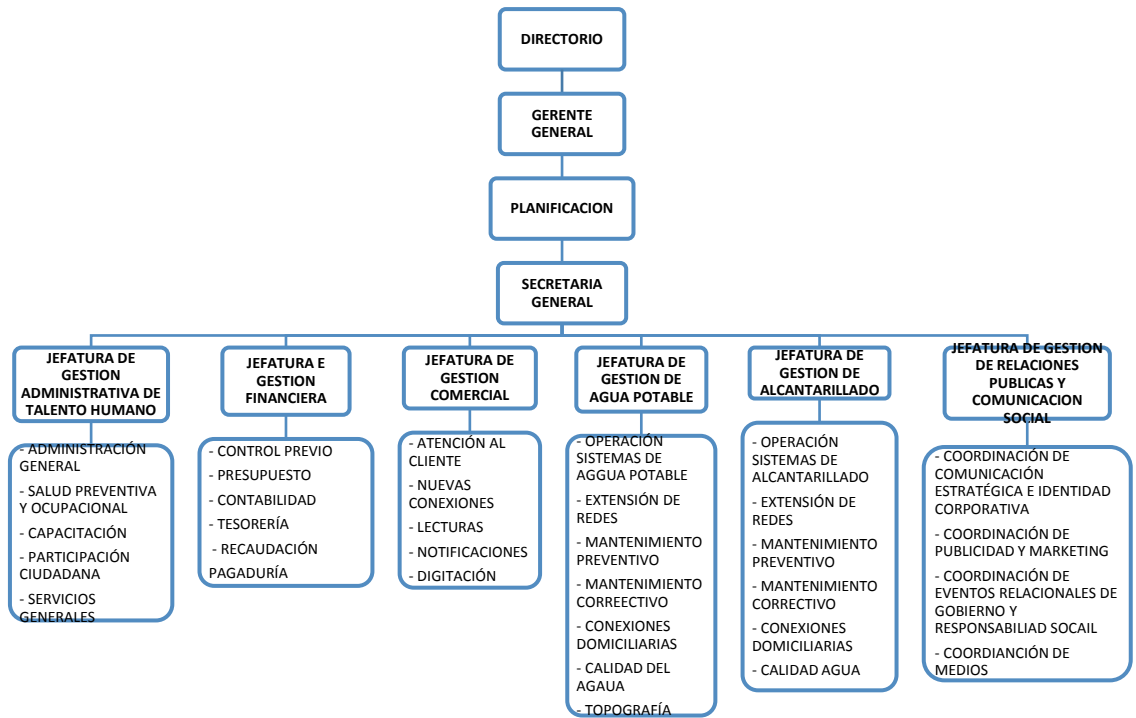 DIRECTORIO
GERENTE
GENERAL
PLANIFICACION
SECRETARIA
GENERAL
JEFATURA DE
GESTION
ADMINISTRATIVA DE
TALENTO HUMANO
JEFATURA E
GESTION
FINANCIERA
JEFATURA DE
GESTION
COMERCIAL
JEFATURA DE
GESTION DE
AGUA POTABLE
JEFATURA DE
GESTION DE
ALCANTARILLADO
JEFATURA DE GESTION
DE RELACIONES
PUBLICAS Y
COMUNICACION
SOCIAL
- ADMINISTRACIÓN
GENERAL
- SALUD PREVENTIVA
Y OCUPACIONAL
- CAPACITACIÓN
- PARTICIPACIÓN
CIUDADANA
- SERVICIOS
GENERALES
- CONTROL PREVIO
- PRESUPUESTO
- CONTABILIDAD
- TESORERÍA
- RECAUDACIÓN
PAGADURÍA
- ATENCIÓN AL
CLIENTE
- NUEVAS
CONEXIONES
- LECTURAS
- NOTIFICACIONES
- DIGITACIÓN
- OPERACIÓN
SISTEMAS DE
AGGUA POTABLE
- EXTENSIÓN DE
REDES
- MANTENIMIENTO
PREVENTIVO
- MANTENIMIENTO
CORREECTIVO
- CONEXIONES
DOMICILIARIAS
- CALIDAD DEL
AGAUA
- TOPOGRAFÍA
- OPERACIÓN
SISTEMAS DE
ALCANTARILLADO
- EXTENSIÓN DE
REDES
- MANTENIMIENTO
PREVENTIVO
- MANTENIMIENTO
CORRECTIVO
- CONEXIONES
DOMICILIARIAS
- CALIDAD AGUA
- COORDINACIÓN DE
COMUNICACIÓN
ESTRATÉGICA E IDENTIDAD
CORPORATIVA
- COORDINACIÓN DE
PUBLICIDAD Y MARKETING
- COORDINACIÓN DE
EVENTOS RELACIONALES DE
GOBIERNO Y
RESPONSABILIAD SOCAIL
- COORDIANCIÓN DE
MEDIOS